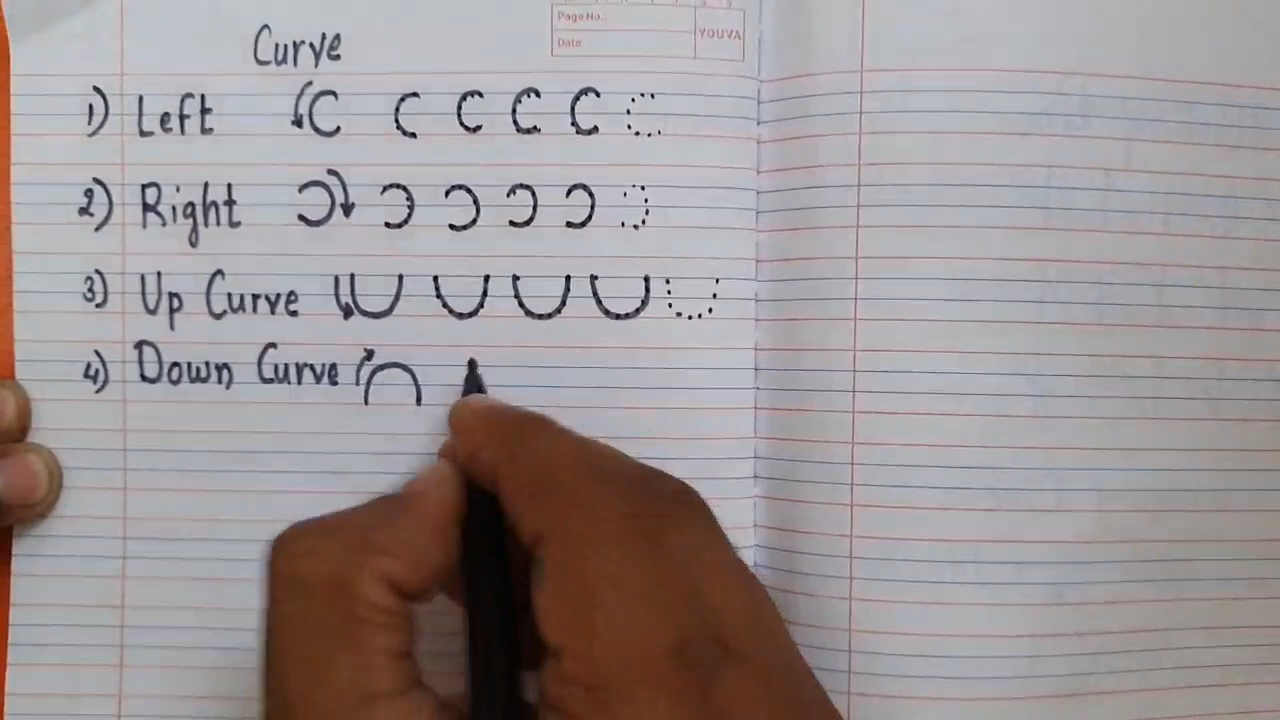 Page No.:
Date
YOUVA
Curve
1) Left C C C C C C
2) Right Ɔ Ɔ Ɔ Ɔ Ɔ Ɔ
3) Up Curve U U U U U
4) Down Curve ∩